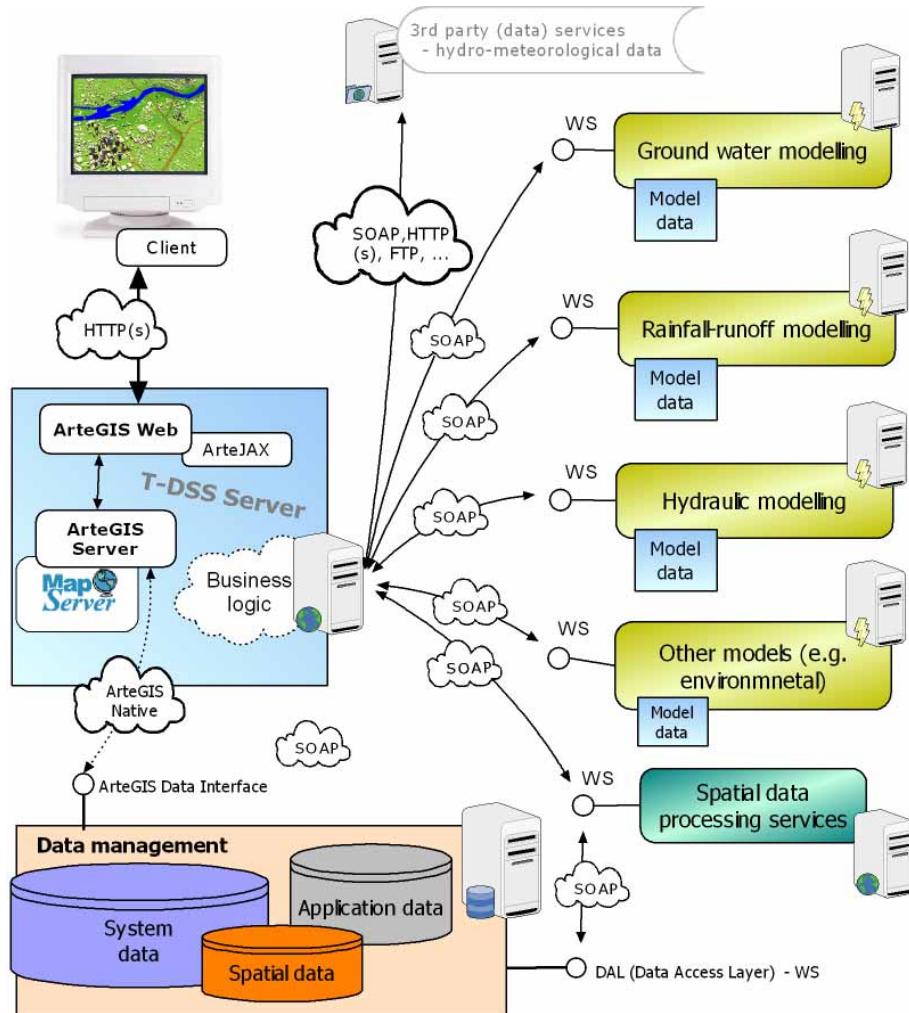 3rd party (data) services
- hydro-meteorological data
WS
Ground water modelling
Model
data
Client
SOAP,HTTP
(s), FTP, ...
HTTP(s)
SOAP
WS
Rainfall-runoff modelling
Model
data
SOAP
ArteGIS Web
ArteJAX
T-DSS Server
WS
Hydraulic modelling
Model
data
SOAP
ArteGIS
Server
Map
Server
Business
logic
SOAP
WS
Other models (e.g.
environmnetal)
Model
data
SOAP
ArteGIS
Native
SOAP
ArteGIS Data Interface
WS
Spatial data
processing services
Data management
System
data
Application data
Spatial data
SOAP
DAL (Data Access Layer) - WS